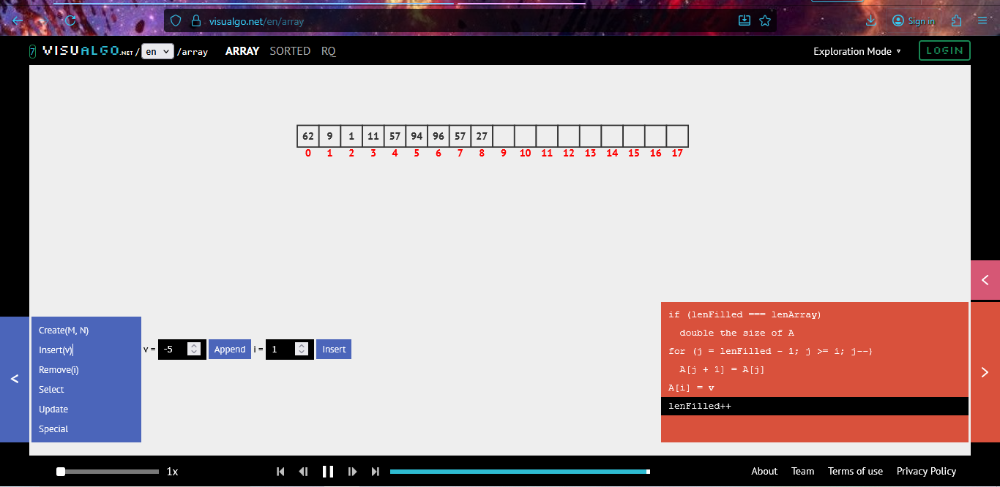 visualgo.net/en/array
Sign in
7 VISUALGO.NET / en /array ARRAY SORTED RQ Exploration Mode ▾ LOGIN
62 9 1 11 57 94 96 57 27
0 1 2 3 4 5 6 7 8 9 10 11 12 13 14 15 16 17
Create(M, N)
Insert(v)
Remove(i)
Select
Update
Special
v = -5 Append i = 1 Insert
if (lenFilled === lenArray)
double the size of A
for (j = lenFilled - 1; j >= i; j--)
A[j + 1] = A[j]
A[i] = v
lenFilled++
1x
About Team Terms of use Privacy Policy